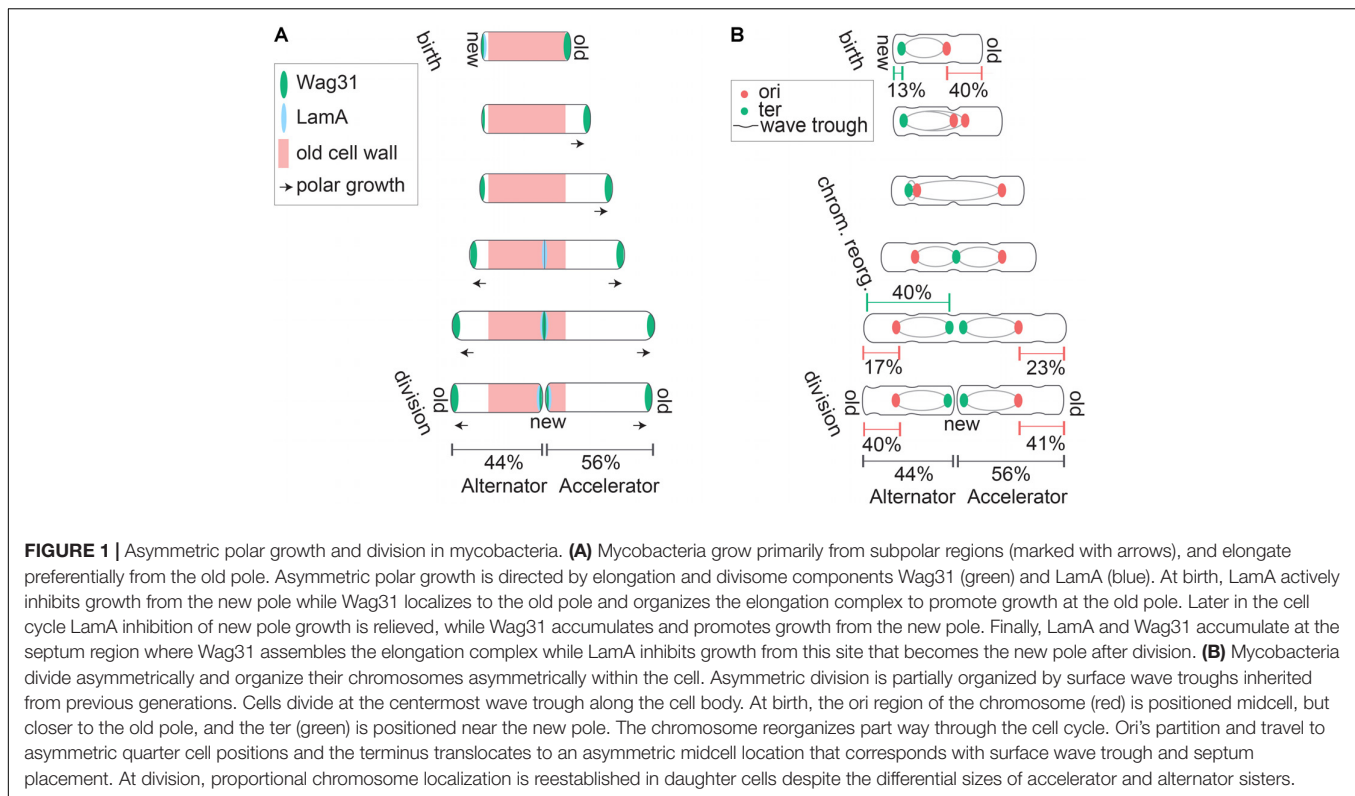 A
birth
new
old
Wag31
LamA
old cell wall
polar growth
division
old
new
old
44%
56%
Alternator
Accelerator
B
birth
new
old
13%
40%
ori
ter
wave trough
chrom. reorg.
40%
17%
23%
division
old
new
old
40%
41%
44%
56%
Alternator
Accelerator
FIGURE 1 | Asymmetric polar growth and division in mycobacteria. (A) Mycobacteria grow primarily from subpolar regions (marked with arrows), and elongate
preferentially from the old pole. Asymmetric polar growth is directed by elongation and divisome components Wag31 (green) and LamA (blue). At birth, LamA actively
inhibits growth from the new pole while Wag31 localizes to the old pole and organizes the elongation complex to promote growth at the old pole. Later in the cell
cycle LamA inhibition of new pole growth is relieved, while Wag31 accumulates and promotes growth from the new pole. Finally, LamA and Wag31 accumulate at the
septum region where Wag31 assembles the elongation complex while LamA inhibits growth from this site that becomes the new pole after division. (B) Mycobacteria
divide asymmetrically and organize their chromosomes asymmetrically within the cell. Asymmetric division is partially organized by surface wave troughs inherited
from previous generations. Cells divide at the centermost wave trough along the cell body. At birth, the ori region of the chromosome (red) is positioned midcell, but
closer to the old pole, and the ter (green) is positioned near the new pole. The chromosome reorganizes part way through the cell cycle. Ori's partition and travel to
asymmetric quarter cell positions and the terminus translocates to an asymmetric midcell location that corresponds with surface wave trough and septum
placement. At division, proportional chromosome localization is reestablished in daughter cells despite the differential sizes of accelerator and alternator sisters.